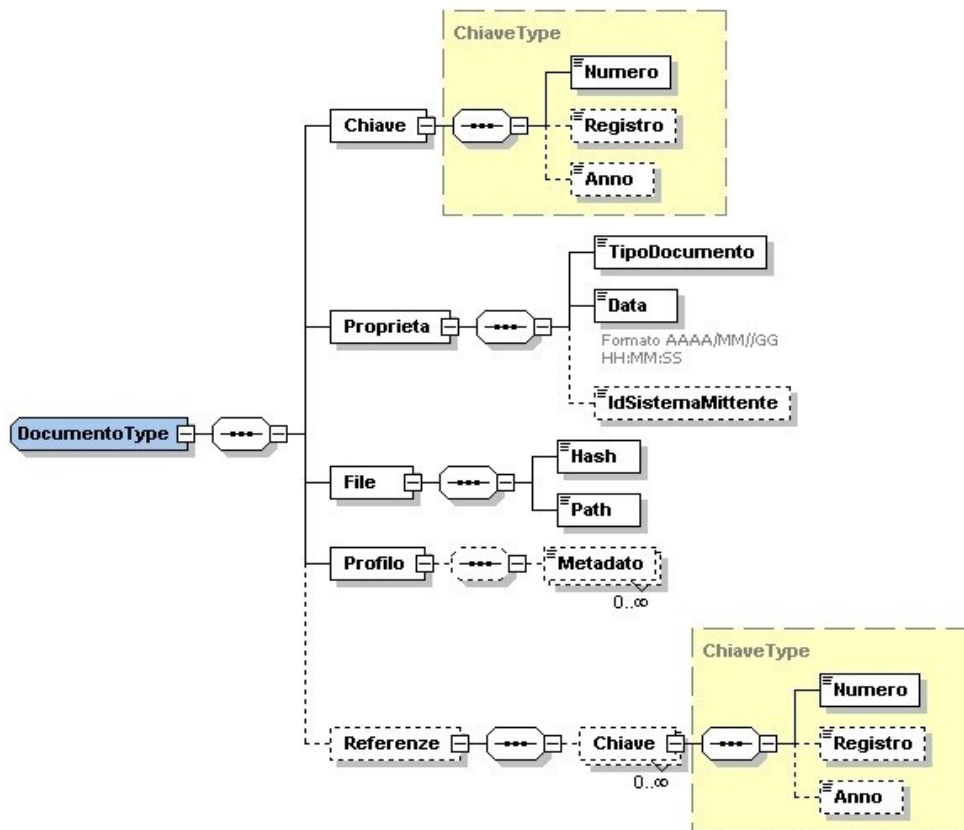 ChiaveType
Numero
Chiave
Registro
Anno
TipoDocumento
Data
Proprieta
Formato AAAA/MM//GG
HH:MM:SS
IdSistemaMittente
DocumentoType
Hash
File
Path
Profilo
Metadato
0..∞
ChiaveType
Numero
Referenze
Chiave
Registro
0..∞
Anno